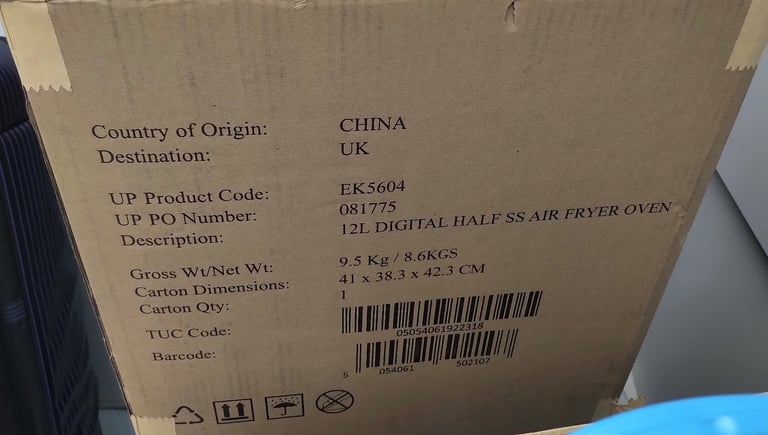 Country of Origin: CHINA
Destination: UK
UP Product Code: EK5604
UP PO Number: 081775
Description: 12L DIGITAL HALF SS AIR FRYER OVEN
Gross Wt/Net Wt: 9.5 Kg / 8.6KGS
Carton Dimensions: 41 x 38.3 x 42.3 CM
Carton Qty: 1
TUC Code: 05054061922318
Barcode: 5 054061 502107